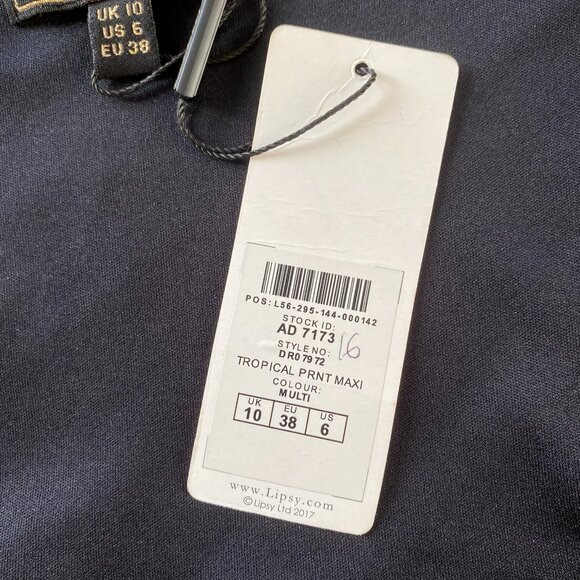 UK 10
US 6
EU 38
POS: L56-295-144-000142
STOCK ID:
AD 7173
16
STYLE NO:
DR07972
TROPICAL PRNT MAXI
COLOUR:
MULTI
UK EU US
10 38 6
www.Lipsy.com
©Lipsy Ltd 2017